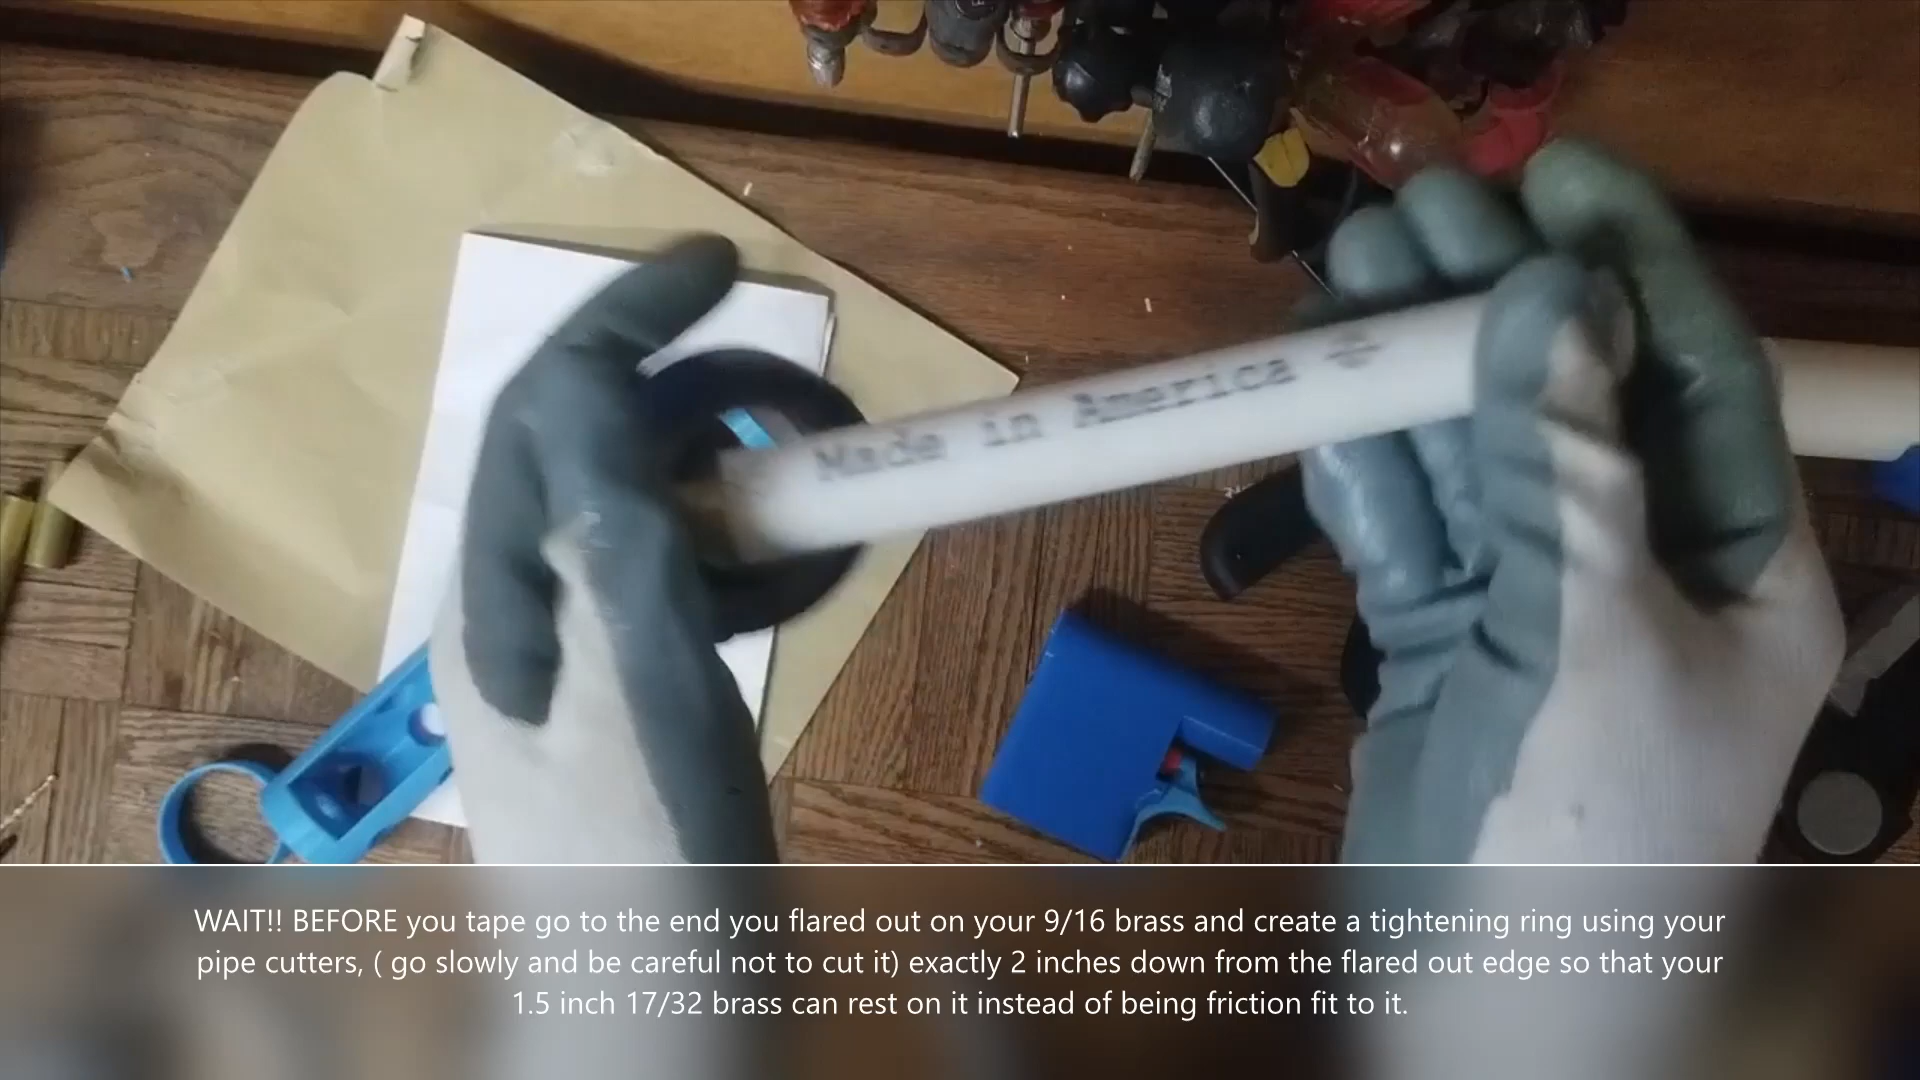 Made in America
WAIT!! BEFORE you tape go to the end you flared out on your 9/16 brass and create a tightening ring using your
pipe cutters, ( go slowly and be careful not to cut it) exactly 2 inches down from the flared out edge so that your
1.5 inch 17/32 brass can rest on it instead of being friction fit to it.